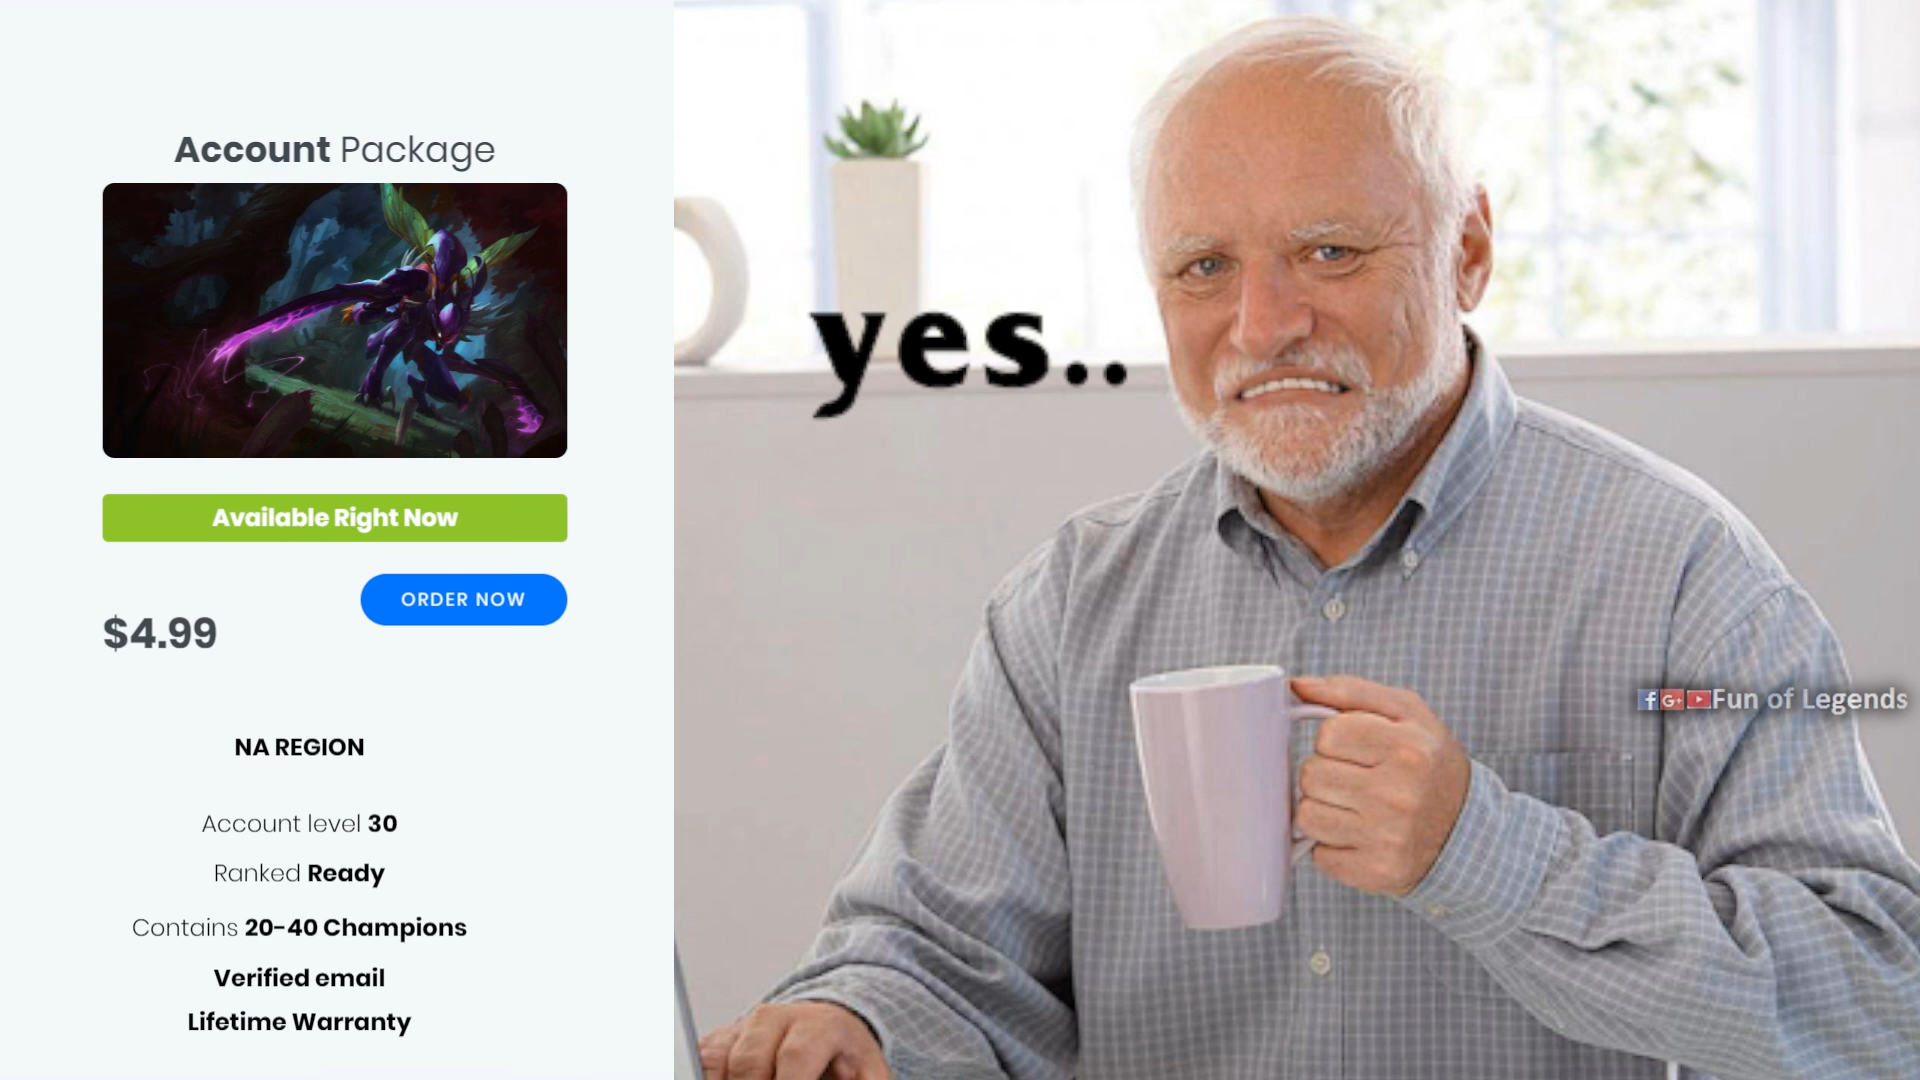 Account Package
Available Right Now
ORDER NOW
$4.99
NA REGION
Account level 30
Ranked Ready
Contains 20-40 Champions
Verified email
Lifetime Warranty
yes..
f G+ Fun of Legends